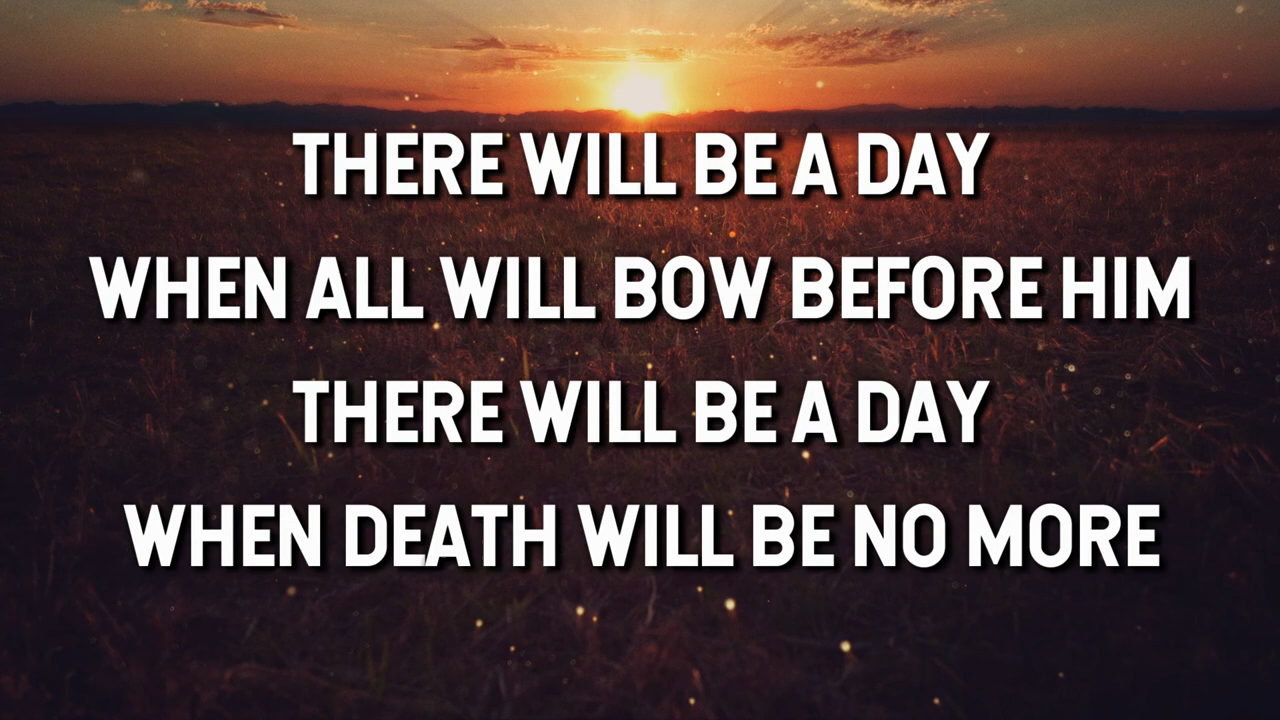 THERE WILL BE A DAY
WHEN ALL WILL BOW BEFORE HIM
THERE WILL BE A DAY
WHEN DEATH WILL BE NO MORE